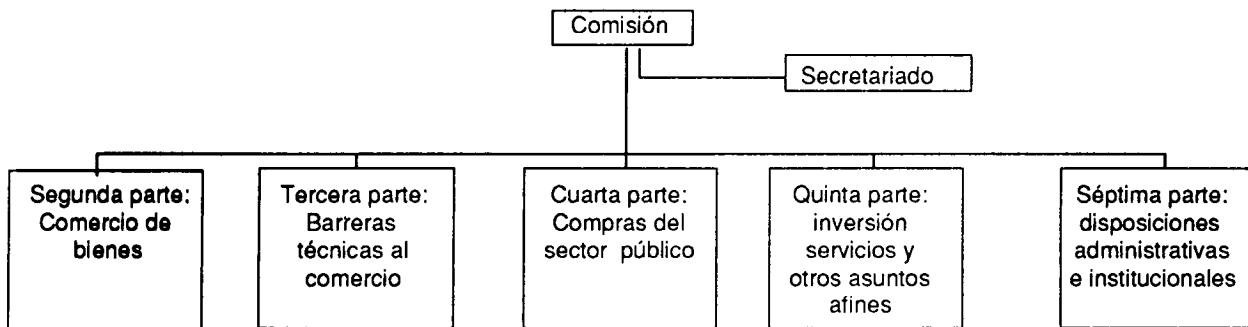 Comisión
Secretariado
Segunda parte:
Comercio de
bienes
Tercera parte:
Barreras
técnicas al
comercio
Cuarta parte:
Compras del
sector público
Quinta parte:
inversión
servicios y
otros asuntos
afines
Séptima parte:
disposiciones
administrativas
e institucionales